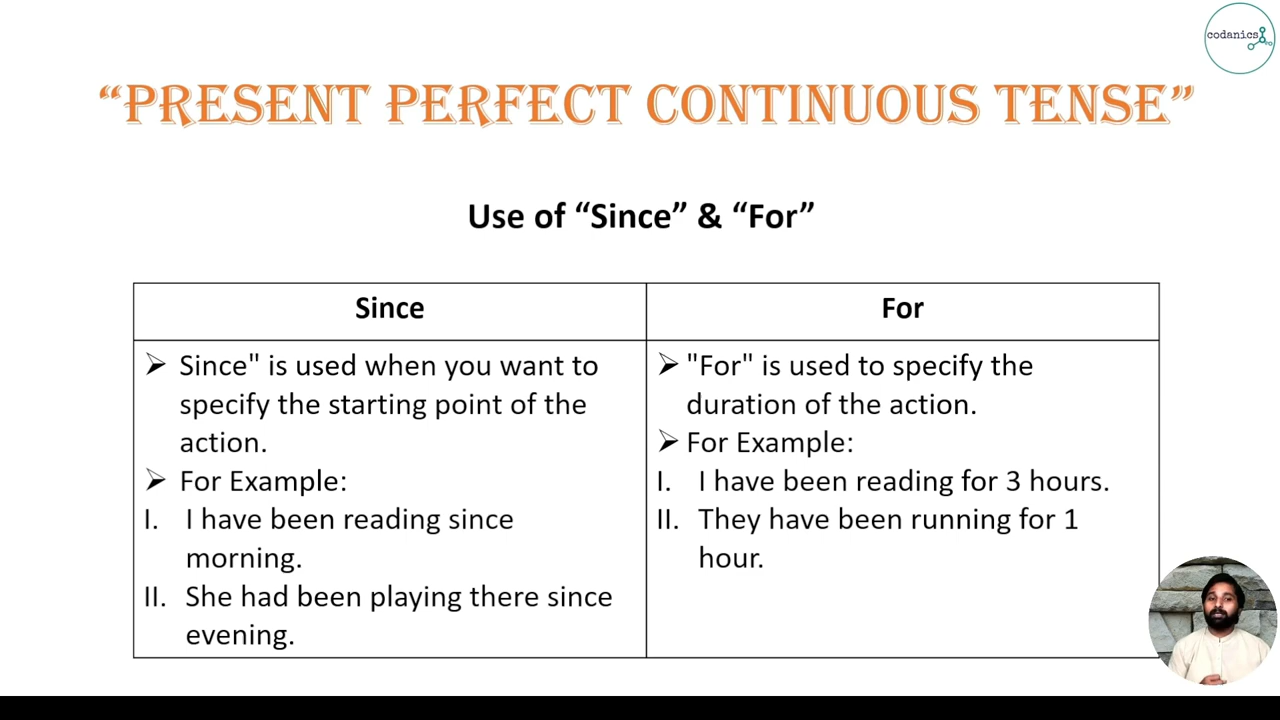 codanics
“PRESENT PERFECT CONTINUOUS TENSE”
Use of “Since” & “For”
Since
Since" is used when you want to
specify the starting point of the
action.
For Example:
I. I have been reading since
morning.
II. She had been playing there since
evening.
For
"For" is used to specify the
duration of the action.
For Example:
I. I have been reading for 3 hours.
II. They have been running for 1
hour.